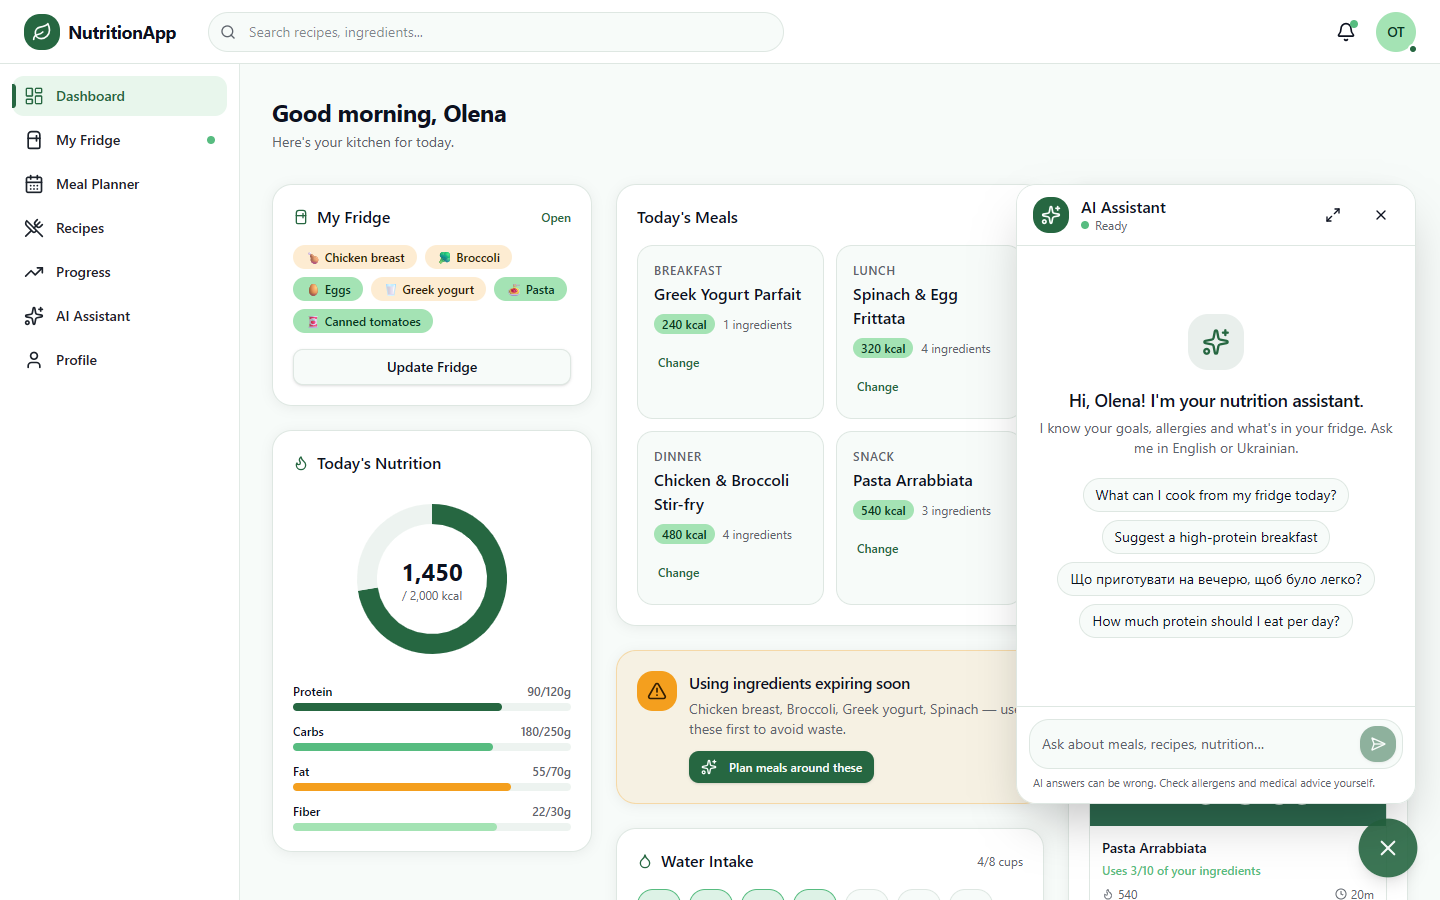 NutritionApp
Search recipes, ingredients...
OT
Dashboard
My Fridge
Meal Planner
Recipes
Progress
AI Assistant
Profile
Good morning, Olena
Here's your kitchen for today.
My Fridge
Open
Chicken breast
Broccoli
Eggs
Greek yogurt
Pasta
Canned tomatoes
Update Fridge
Today's Nutrition
1,450
/ 2,000 kcal
Protein
90/120g
Carbs
180/250g
Fat
55/70g
Fiber
22/30g
Today's Meals
BREAKFAST
Greek Yogurt Parfait
240 kcal
1 ingredients
Change
LUNCH
Spinach & Egg
Frittata
320 kcal
4 ingredients
Change
DINNER
Chicken & Broccoli
Stir-fry
480 kcal
4 ingredients
Change
SNACK
Pasta Arrabbiata
540 kcal
3 ingredients
Change
Using ingredients expiring soon
Chicken breast, Broccoli, Greek yogurt, Spinach —
these first to avoid waste.
Plan meals around these
Water Intake
4/8 cups
AI Assistant
Ready
Hi, Olena! I'm your nutrition assistant.
I know your goals, allergies and what's in your fridge. Ask
me in English or Ukrainian.
What can I cook from my fridge today?
Suggest a high-protein breakfast
Що приготувати на вечерю, щоб було легко?
How much protein should I eat per day?
Ask about meals, recipes, nutrition...
AI answers can be wrong. Check allergens and medical advice yourself.
Pasta Arrabbiata
Uses 3/10 of your ingredients
540
20m